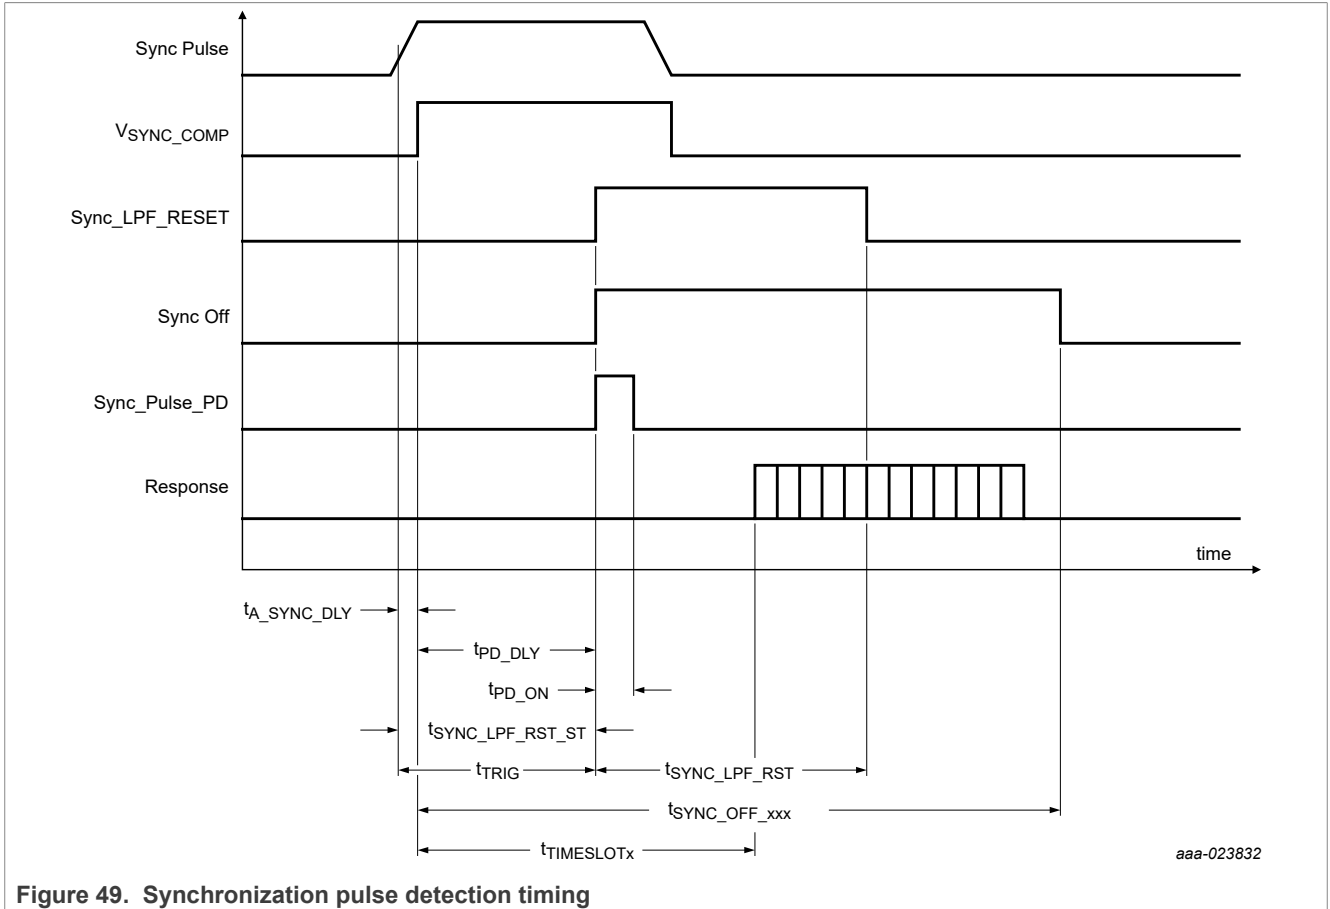 Sync Pulse
VSYNC_COMP
Sync_LPF_RESET
Sync Off
Sync_Pulse_PD
Response
time
tA_SYNC_DLY
tPD_DLY
tPD_ON
tSYNC_LPF_RST_ST
tTRIG
tSYNC_LPF_RST
tSYNC_OFF_xxx
tTIMESLOTx
aaa-023832
Figure 49. Synchronization pulse detection timing